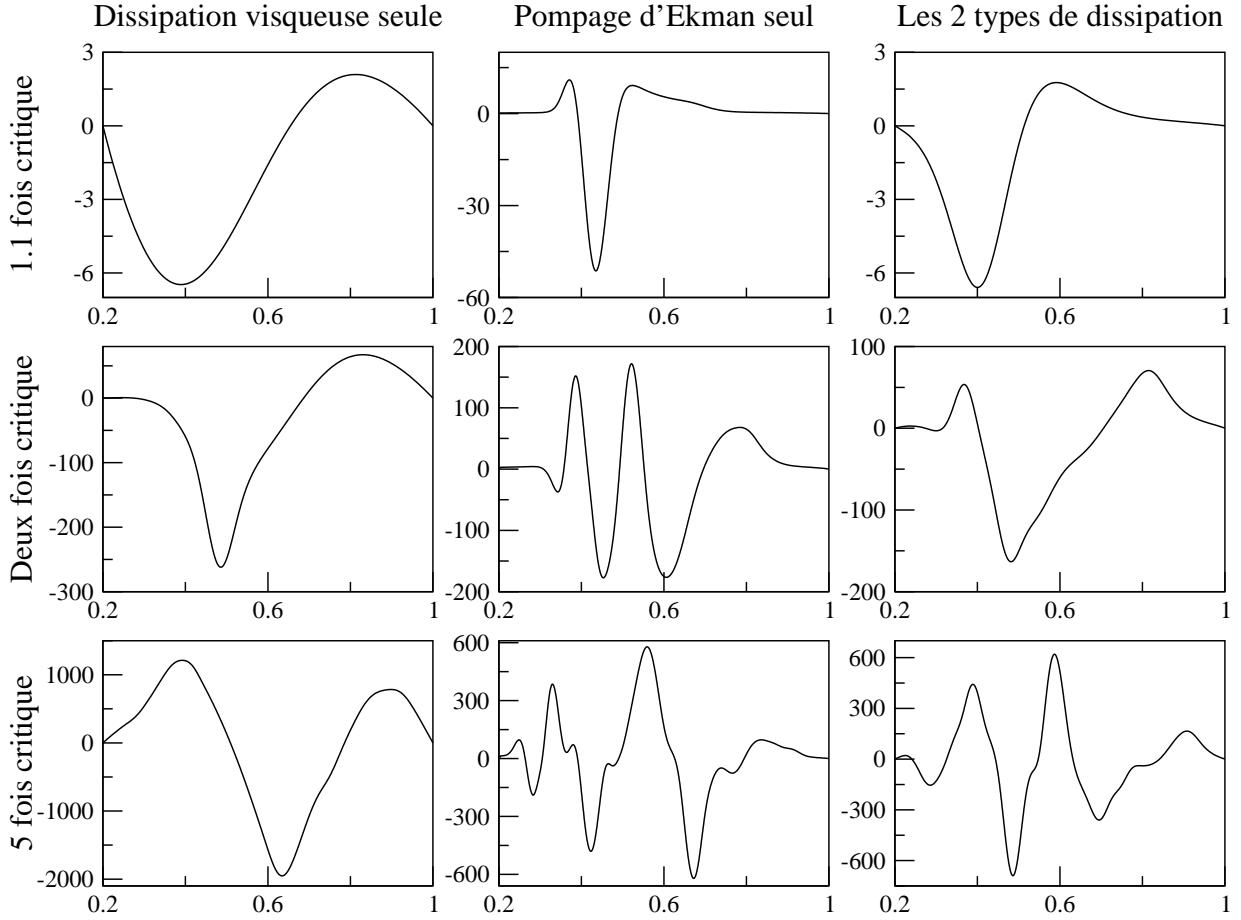 Dissipation visqueuse seule
Pompage d'Ekman seul
Les 2 types de dissipation
1.1 fois critique
3
0
-3
-6
0.2 0.6 1
0
-30
-60
0.2 0.6 1
3
0
-3
-6
0.2 0.6 1
Deux fois critique
0
-100
-200
-300
0.2 0.6 1
200
100
0
-100
-200
0.2 0.6 1
100
0
-100
-200
0.2 0.6 1
5 fois critique
1000
0
-1000
-2000
0.2 0.6 1
600
300
0
-300
-600
0.2 0.6 1
600
300
0
-300
-600
0.2 0.6 1